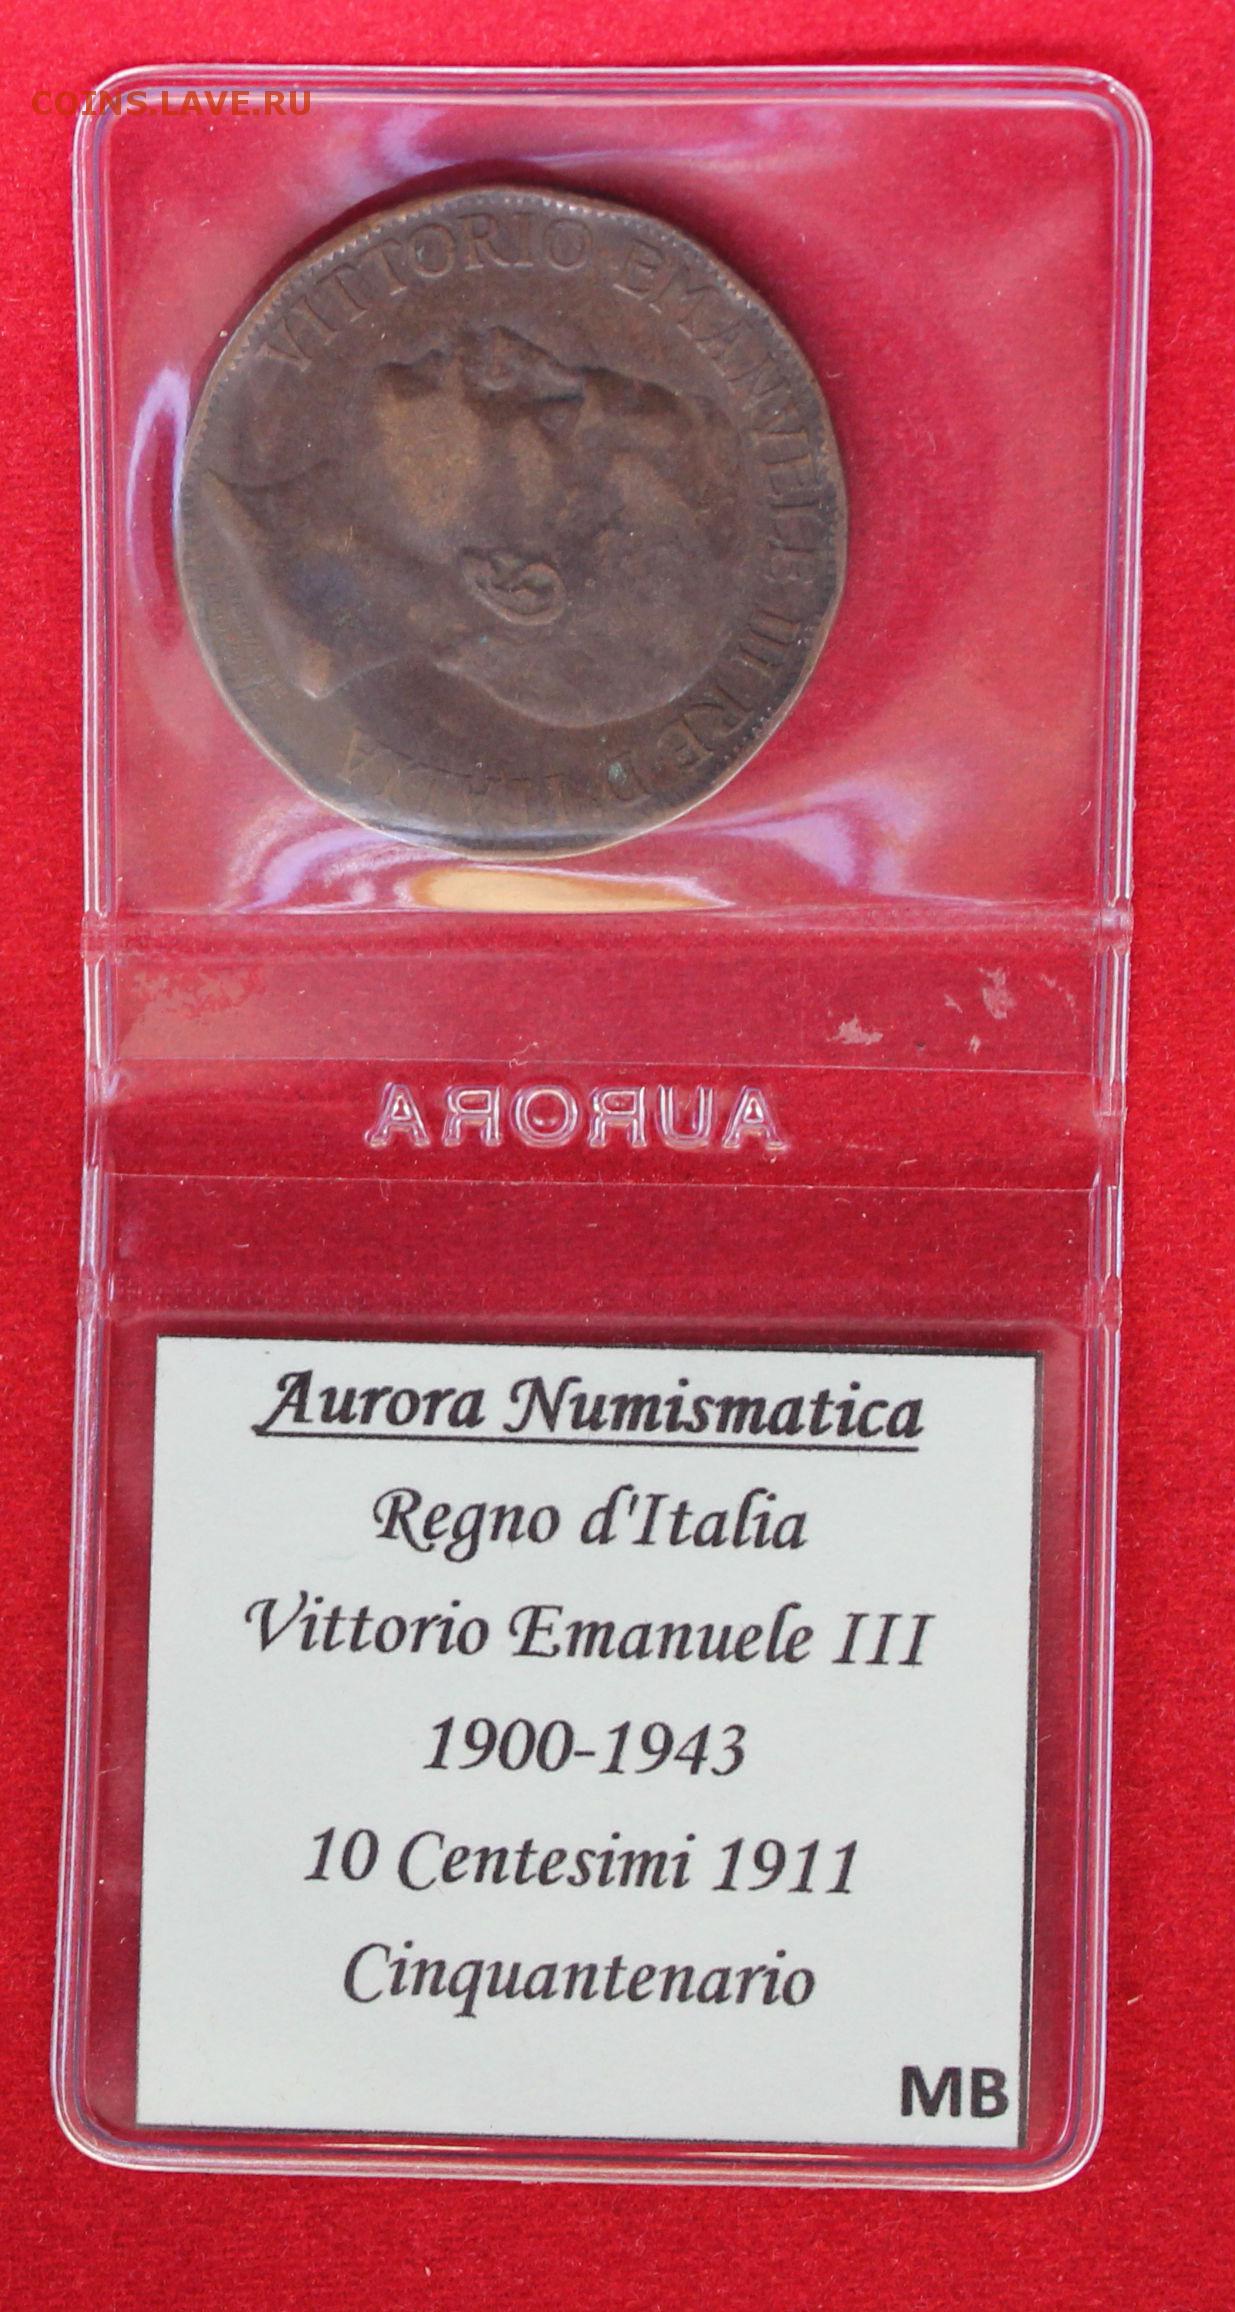 COINS.LAVE.RU
VITTORIO EMANVELE III RE D'ITALIA
AURORA
Aurora Numismatica
Regno d'Italia
Vittorio Emanuele III
1900-1943
10 Centesimi 1911
Cinquantenario
MB